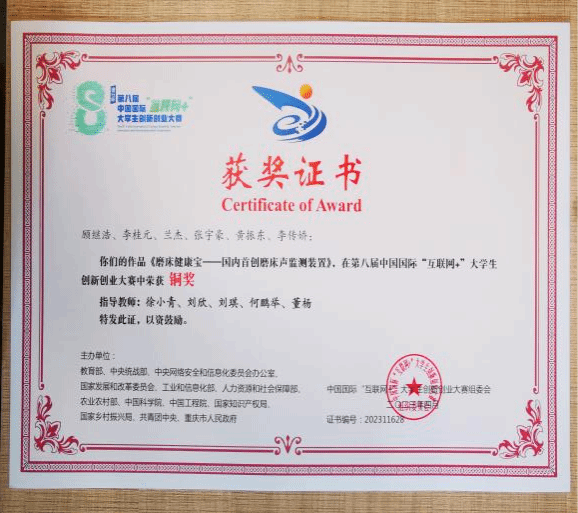 第八届
中国国际
"互联网+"
大学生创新创业大赛
获奖证书
Certificate of Award
顾继浩、李桂元、兰杰、张宇豪、黄振东、李传娇：
你们的作品《磨床健康宝——国内首创磨床声监测装置》，在第八届中国国际"互联网+"大学生
创新创业大赛中荣获 铜奖
指导教师：徐小青、刘欣、刘琪、何鹏举、董杨
特发此证，以资鼓励。
主办单位：
教育部、中央统战部、中央网络安全和信息化委员会办公室、
国家发展和改革委员会、工业和信息化部、人力资源和社会保障部、
农业农村部、中国科学院、中国工程院、国家知识产权局、
国家乡村振兴局、共青团中央、重庆市人民政府
中国国际"互联网+"大学生创新创业大赛组委会
证书编号：202311628